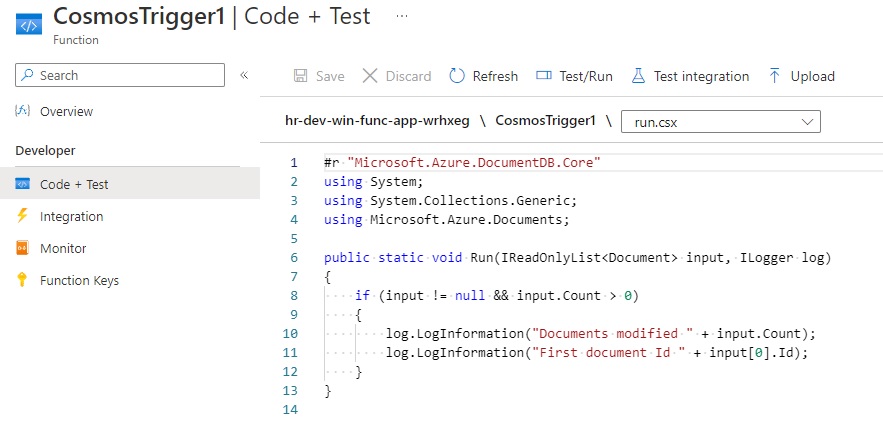 CosmosTrigger1 | Code + Test ...
Function
Search «
Save Discard Refresh Test/Run Test integration Upload
Overview
Developer
Code + Test
Integration
Monitor
Function Keys
hr-dev-win-func-app-wrhxeg \ CosmosTrigger1 \ run.csx
1 #r "Microsoft.Azure.DocumentDB.Core"
2 using System;
3 using System.Collections.Generic;
4 using Microsoft.Azure.Documents;
5
6 public static void Run(IReadOnlyList<Document> input, ILogger log)
7 {
8     if (input != null && input.Count > 0)
9     {
10         log.LogInformation("Documents modified " + input.Count);
11         log.LogInformation("First document Id " + input[0].Id);
12     }
13 }
14